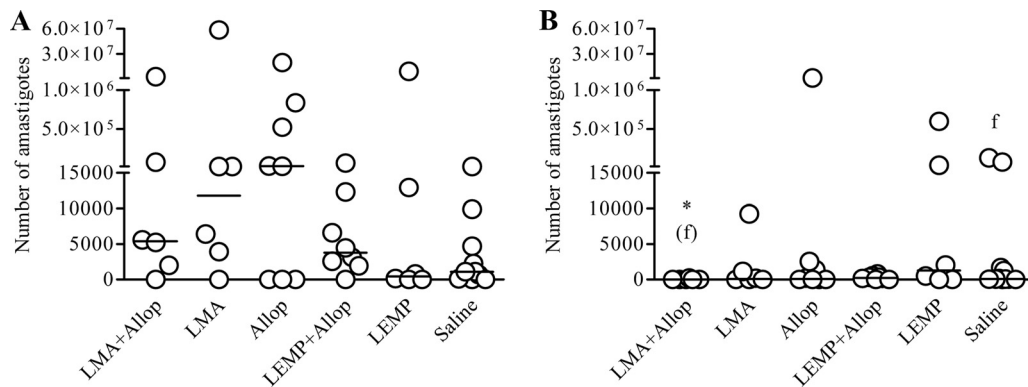 A
Number of amastigotes
6.0×10⁷
3.0×10⁷
1.0×10⁶
5.0×10⁵
15000
10000
5000
0
LMA+Allop
LMA
Allop
LEMP+Allop
LEMP
Saline
B
Number of amastigotes
6.0×10⁷
3.0×10⁷
1.0×10⁶
5.0×10⁵
15000
10000
5000
0
*
(f)
f
LMA+Allop
LMA
Allop
LEMP+Allop
LEMP
Saline